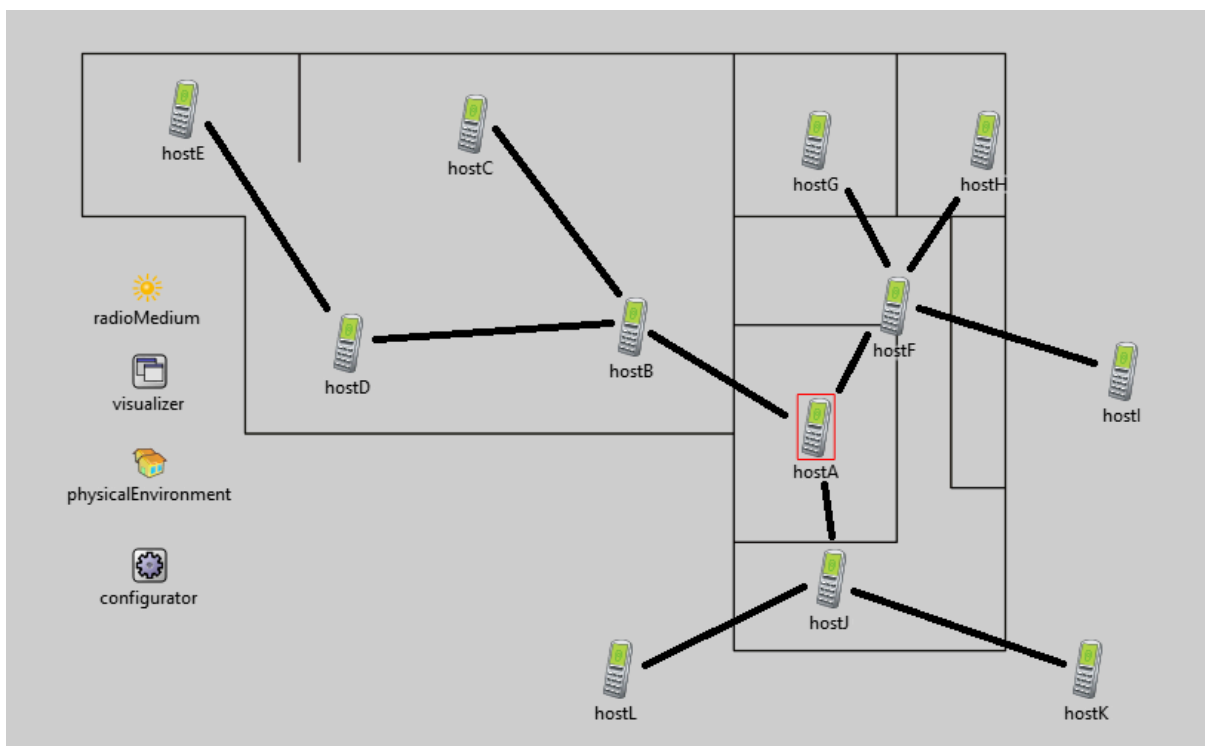 hostE
hostC
hostG
hostH
radioMedium
hostD
hostB
hostF
visualizer
hostI
hostA
physicalEnvironment
configurator
hostJ
hostL
hostK